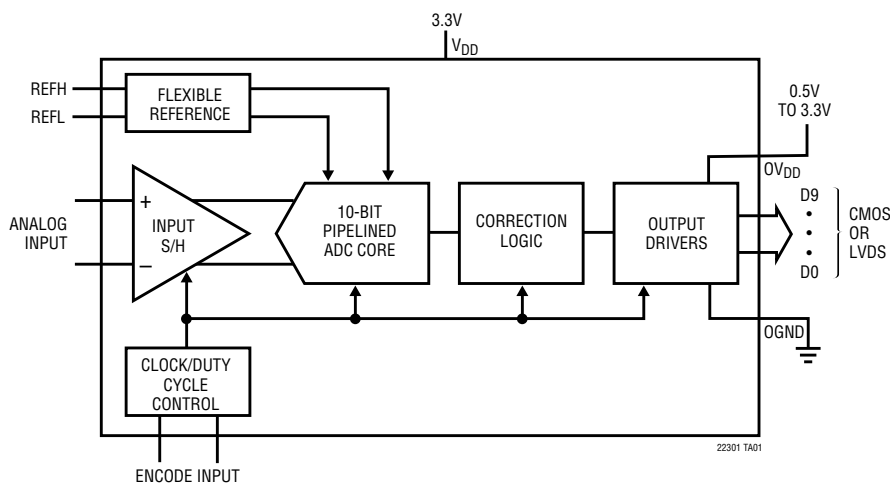 3.3V
VDD
REFH
REFL
FLEXIBLE
REFERENCE
0.5V
TO 3.3V
OVDD
ANALOG
INPUT
+
INPUT
S/H
–
10-BIT
PIPELINED
ADC CORE
CORRECTION
LOGIC
OUTPUT
DRIVERS
D9
•
•
•
D0
CMOS
OR
LVDS
OGND
CLOCK/DUTY
CYCLE
CONTROL
ENCODE INPUT
22301 TA01